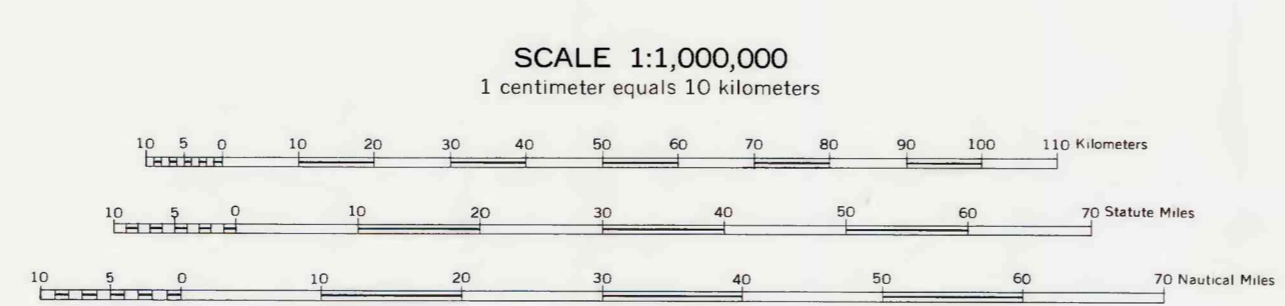 SCALE 1:1,000,000
1 centimeter equals 10 kilometers
10 5 0 10 20 30 40 50 60 70 80 90 100 110 Kilometers
10 5 0 10 20 30 40 50 60 70 Statute Miles
10 5 0 10 20 30 40 50 60 70 Nautical Miles